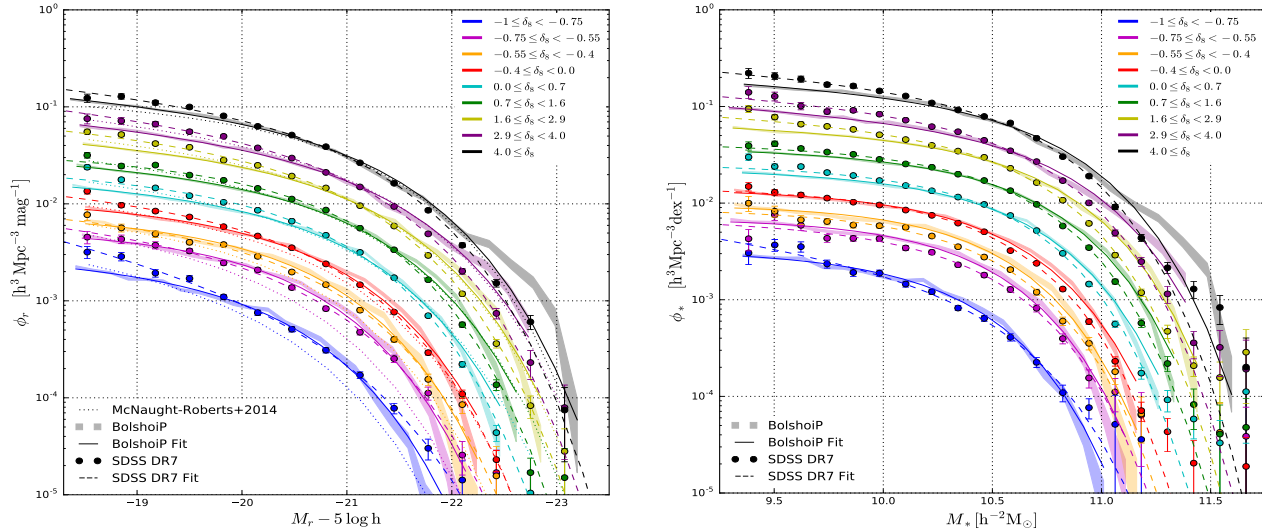 −1 ≤ δ₈ < −0.75
−0.75 ≤ δ₈ < −0.55
−0.55 ≤ δ₈ < −0.4
−0.4 ≤ δ₈ < 0.0
0.0 ≤ δ₈ < 0.7
0.7 ≤ δ₈ < 1.6
1.6 ≤ δ₈ < 2.9
2.9 ≤ δ₈ < 4.0
4.0 ≤ δ₈
10⁰
10⁻¹
10⁻²
10⁻³
10⁻⁴
10⁻⁵
ϕᵣ [h³ Mpc⁻³ mag⁻¹]
McNaught-Roberts+2014
BolshoiP
BolshoiP Fit
SDSS DR7
SDSS DR7 Fit
−19 −20 −21 −22 −23
Mᵣ − 5 log h
−1 ≤ δ₈ < −0.75
−0.75 ≤ δ₈ < −0.55
−0.55 ≤ δ₈ < −0.4
−0.4 ≤ δ₈ < 0.0
0.0 ≤ δ₈ < 0.7
0.7 ≤ δ₈ < 1.6
1.6 ≤ δ₈ < 2.9
2.9 ≤ δ₈ < 4.0
4.0 ≤ δ₈
10⁰
10⁻¹
10⁻²
10⁻³
10⁻⁴
10⁻⁵
ϕ∗ [h³Mpc⁻³dex⁻¹]
BolshoiP
BolshoiP Fit
SDSS DR7
SDSS DR7 Fit
9.5 10.0 10.5 11.0 11.5
M∗ [h⁻²M⊙]